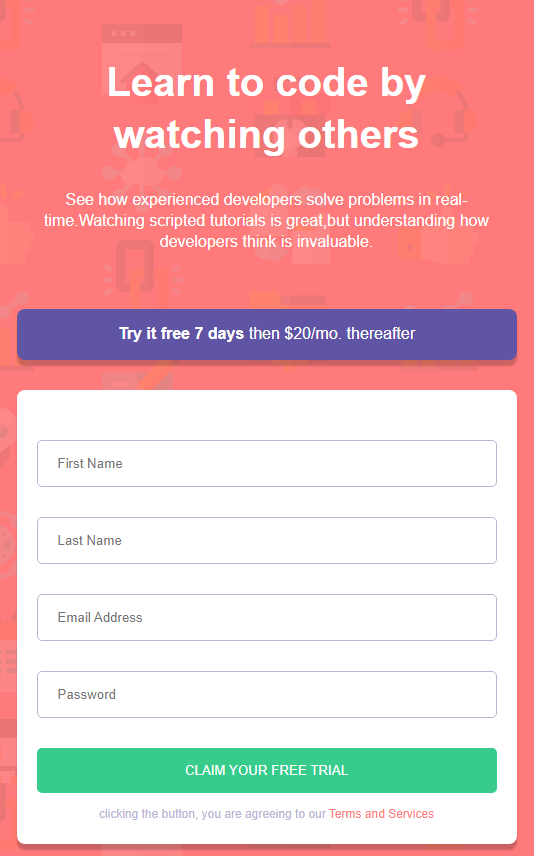 Learn to code by
watching others
See how experienced developers solve problems in real-
time.Watching scripted tutorials is great,but understanding how
developers think is invaluable.
Try it free 7 days then $20/mo. thereafter
First Name
Last Name
Email Address
Password
CLAIM YOUR FREE TRIAL
clicking the button, you are agreeing to our Terms and Services